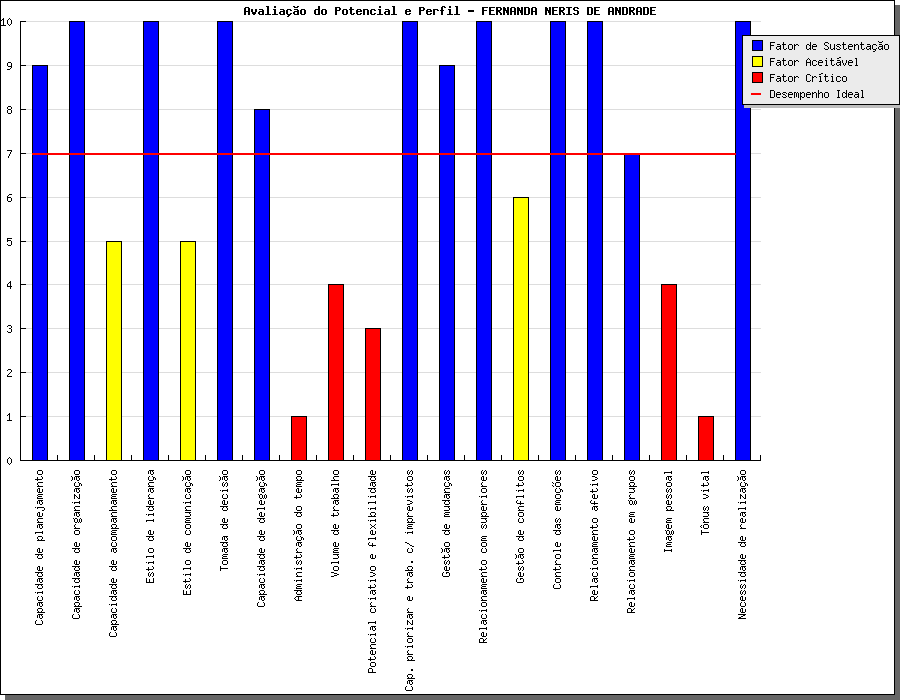 Avaliação do Potencial e Perfil - FERNANDA NERIS DE ANDRADE
10
9
8
7
6
5
4
3
2
1
0
Fator de Sustentação
Fator Aceitável
Fator Crítico
Desempenho Ideal
Capacidade de planejamento
Capacidade de organização
Capacidade de acompanhamento
Estilo de liderança
Estilo de comunicação
Tomada de decisão
Capacidade de delegação
Administração do tempo
Volume de trabalho
Potencial criativo e flexibilidade
Cap. priorizar e trab. c/ imprevistos
Gestão de mudanças
Relacionamento com superiores
Gestão de conflitos
Controle das emoções
Relacionamento afetivo
Relacionamento em grupos
Imagem pessoal
Tônus vital
Necessidade de realização